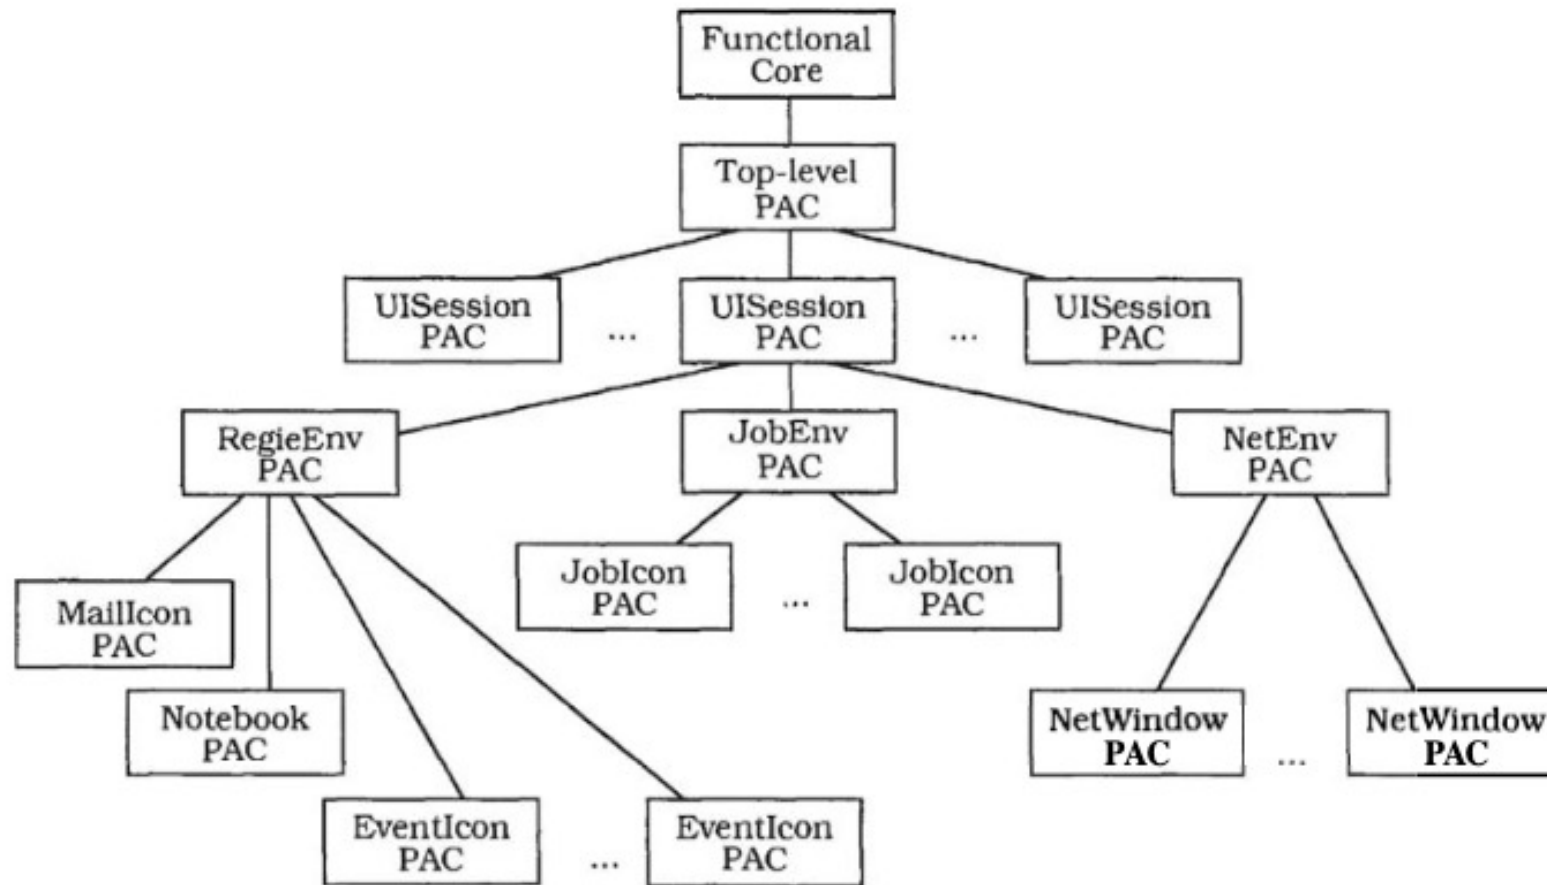 Functional
Core
Top-level
PAC
UISession
PAC
...
UISession
PAC
...
UISession
PAC
RegieEnv
PAC
JobEnv
PAC
NetEnv
PAC
MailIcon
PAC
JobIcon
PAC
...
JobIcon
PAC
Notebook
PAC
NetWindow
PAC
...
NetWindow
PAC
EventIcon
PAC
...
EventIcon
PAC